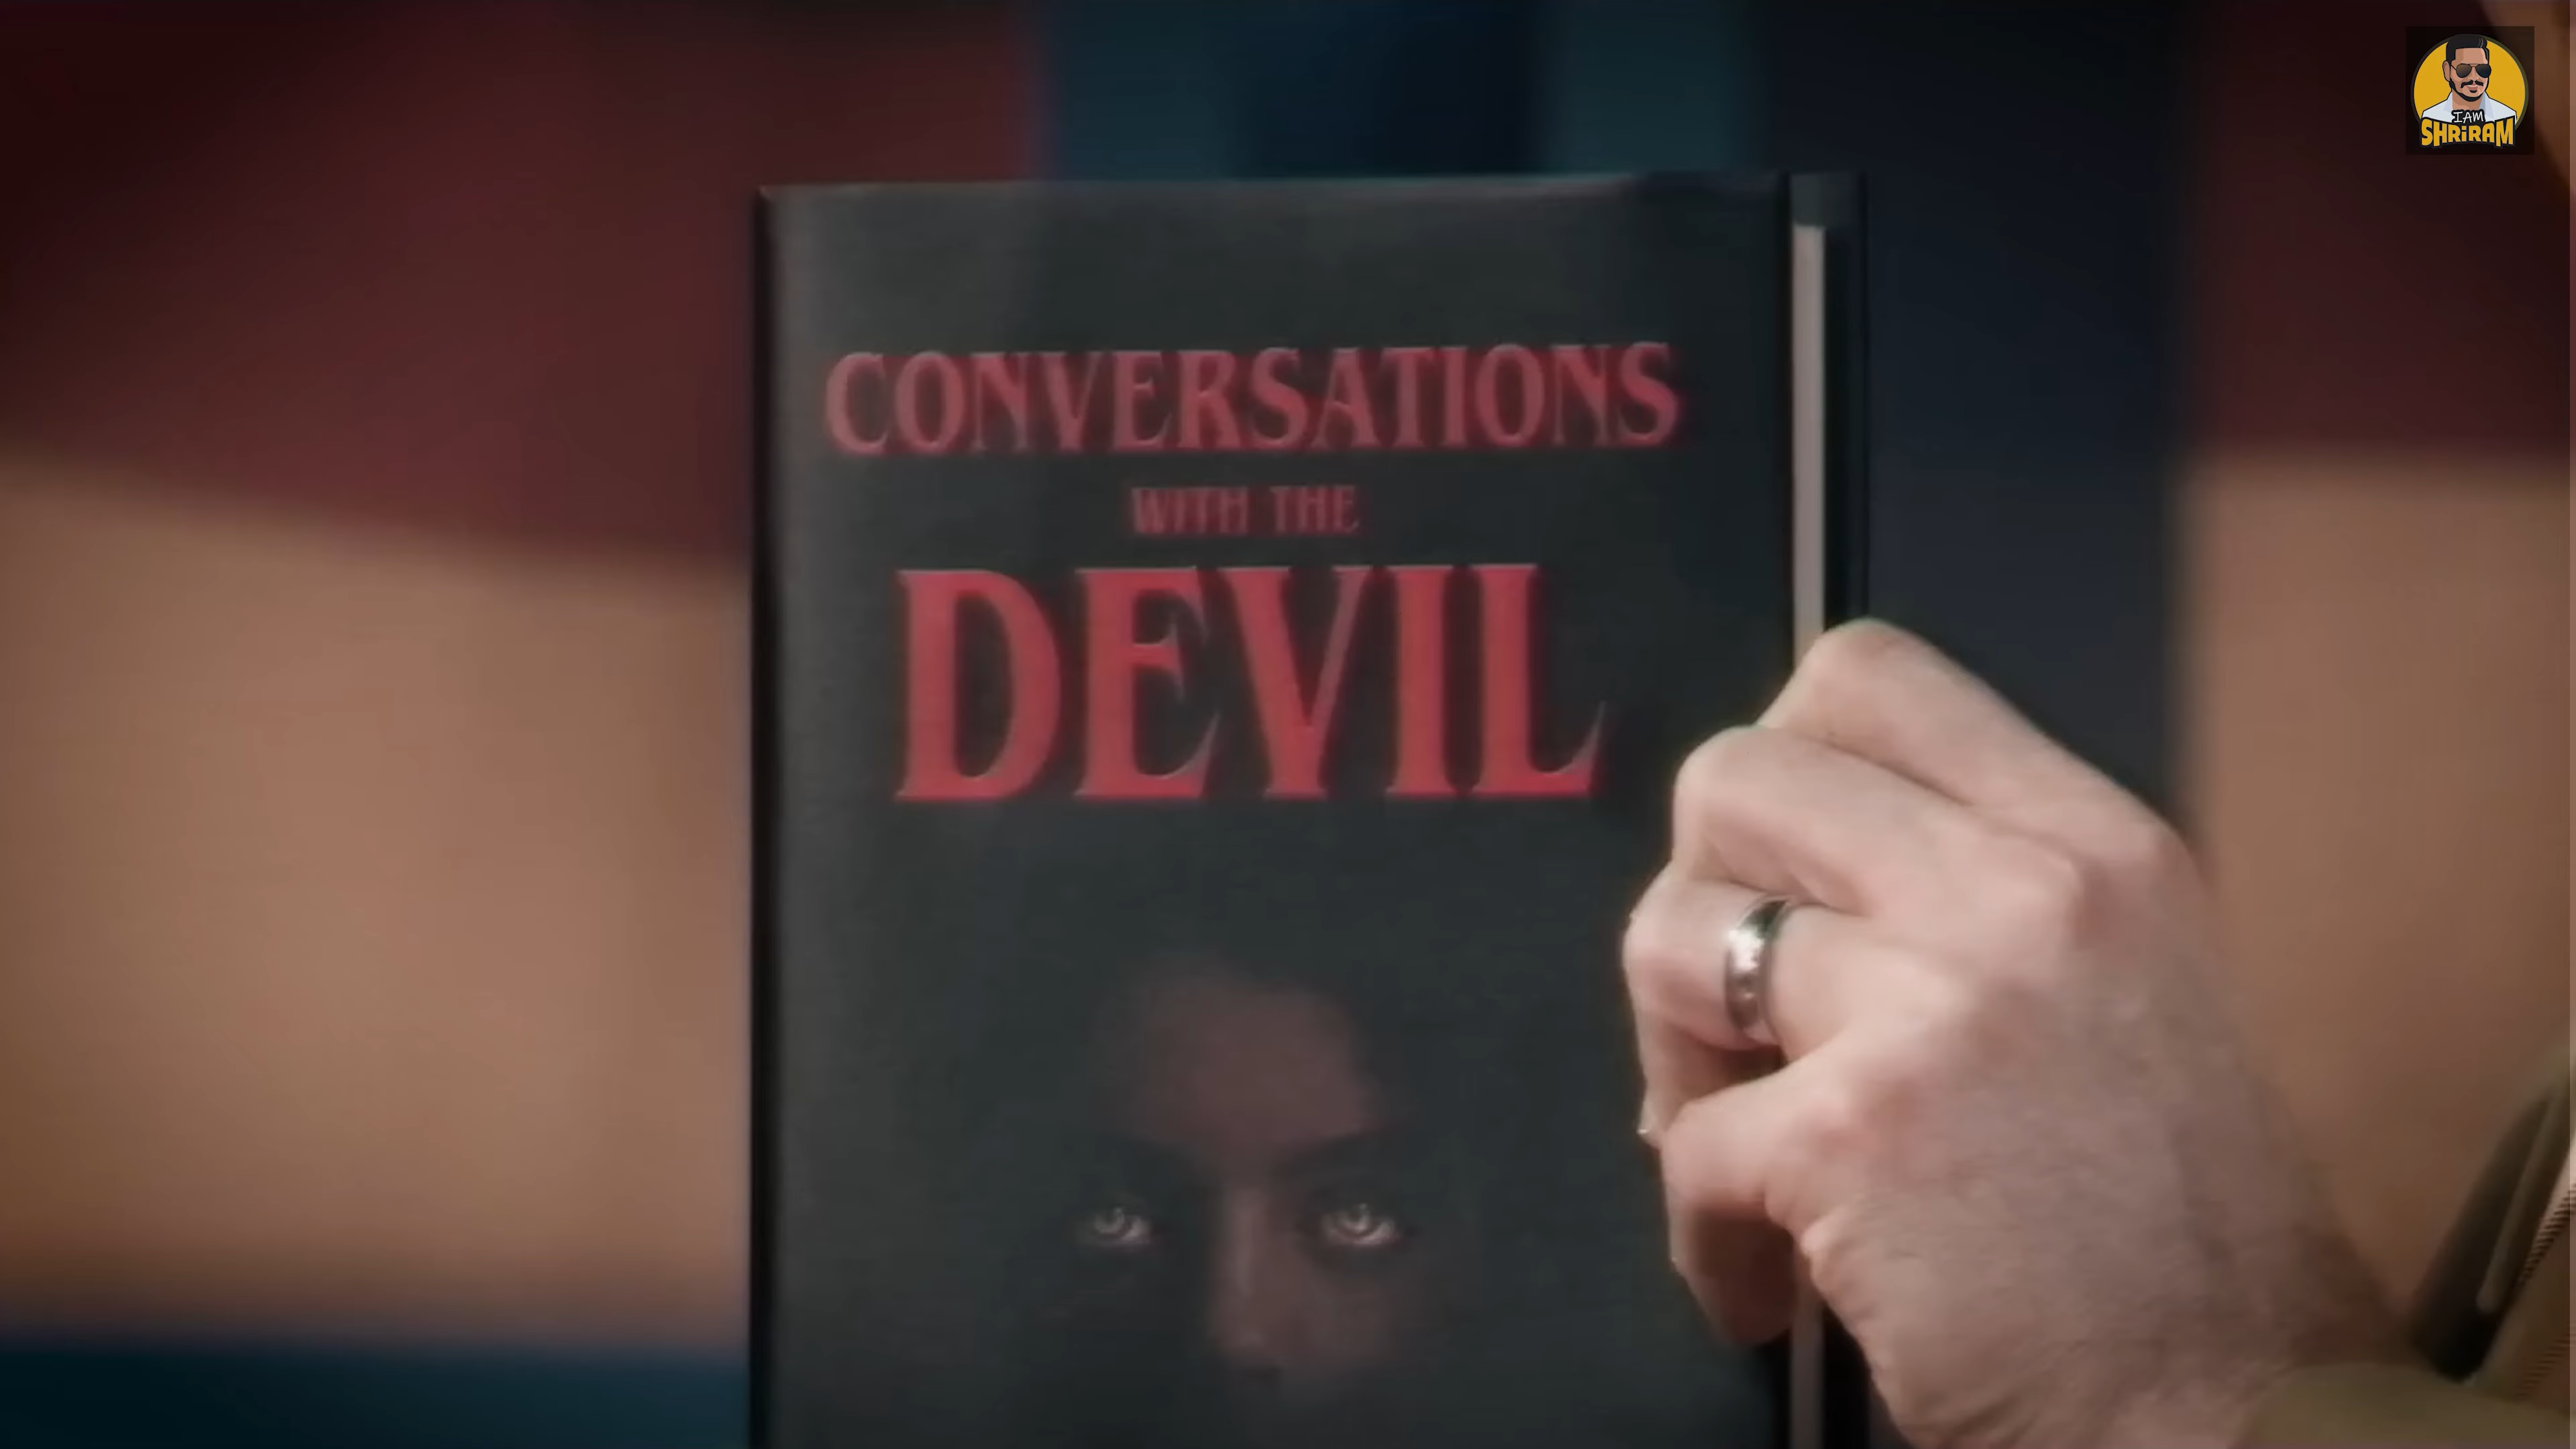 I AM
SHRiRAM
CONVERSATIONS
WITH THE
DEVIL